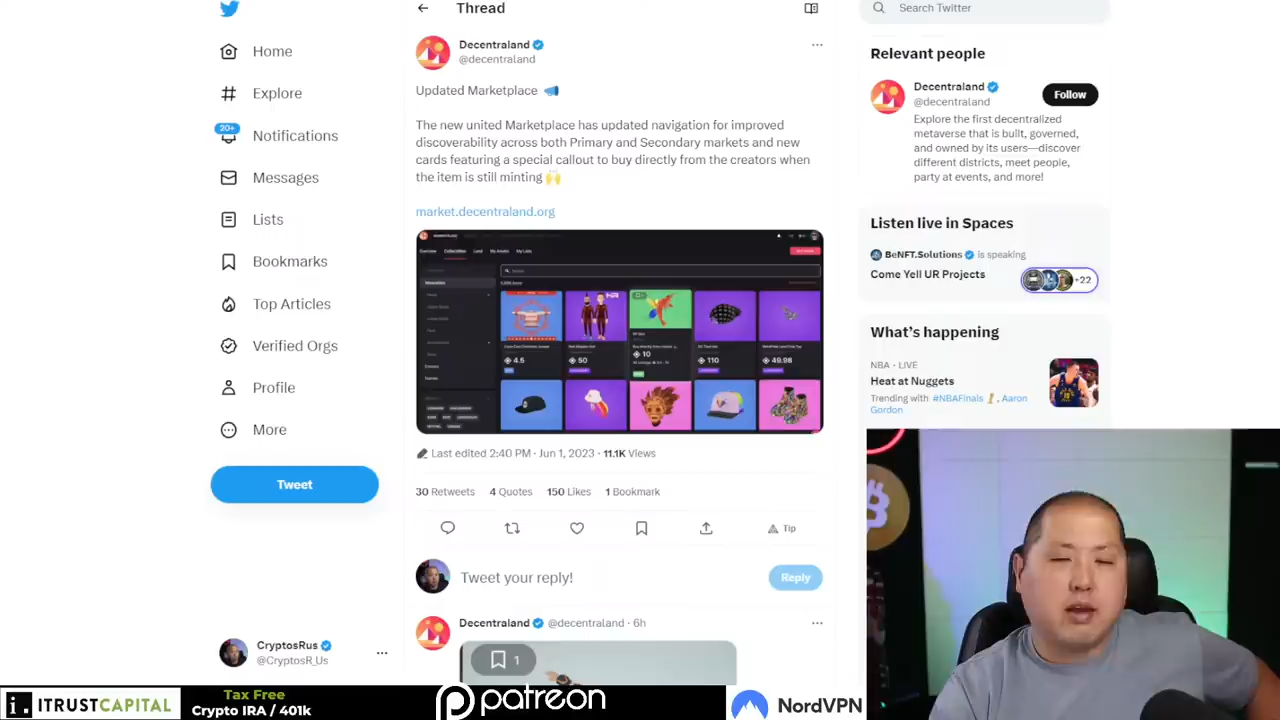 Home
Explore
20+
Notifications
Messages
Lists
Bookmarks
Top Articles
Verified Orgs
Profile
More
Tweet
CryptosRus
@CryptosR_Us
Thread
Decentraland
@decentraland
Updated Marketplace
The new united Marketplace has updated navigation for improved
discoverability across both Primary and Secondary markets and new
cards featuring a special callout to buy directly from the creators when
the item is still minting
market.decentraland.org
4.5
50
10
110
49.98
Last edited 2:40 PM · Jun 1, 2023 · 11.1K Views
30 Retweets 4 Quotes 150 Likes 1 Bookmark
Tip
Tweet your reply!
Reply
Decentraland @decentraland · 6h
1
Search Twitter
Relevant people
Decentraland
@decentraland
Follow
Explore the first decentralized
metaverse that is built, governed,
and owned by its users—discover
different districts, meet people,
party at events, and more!
Listen live in Spaces
BeNFT.Solutions is speaking
Come Yell UR Projects
+22
What's happening
NBA · LIVE
Heat at Nuggets
Trending with #NBAFinals , Aaron
Gordon
i. ITRUSTCAPITAL
Tax Free
Crypto IRA / 401k
patreon
NordVPN